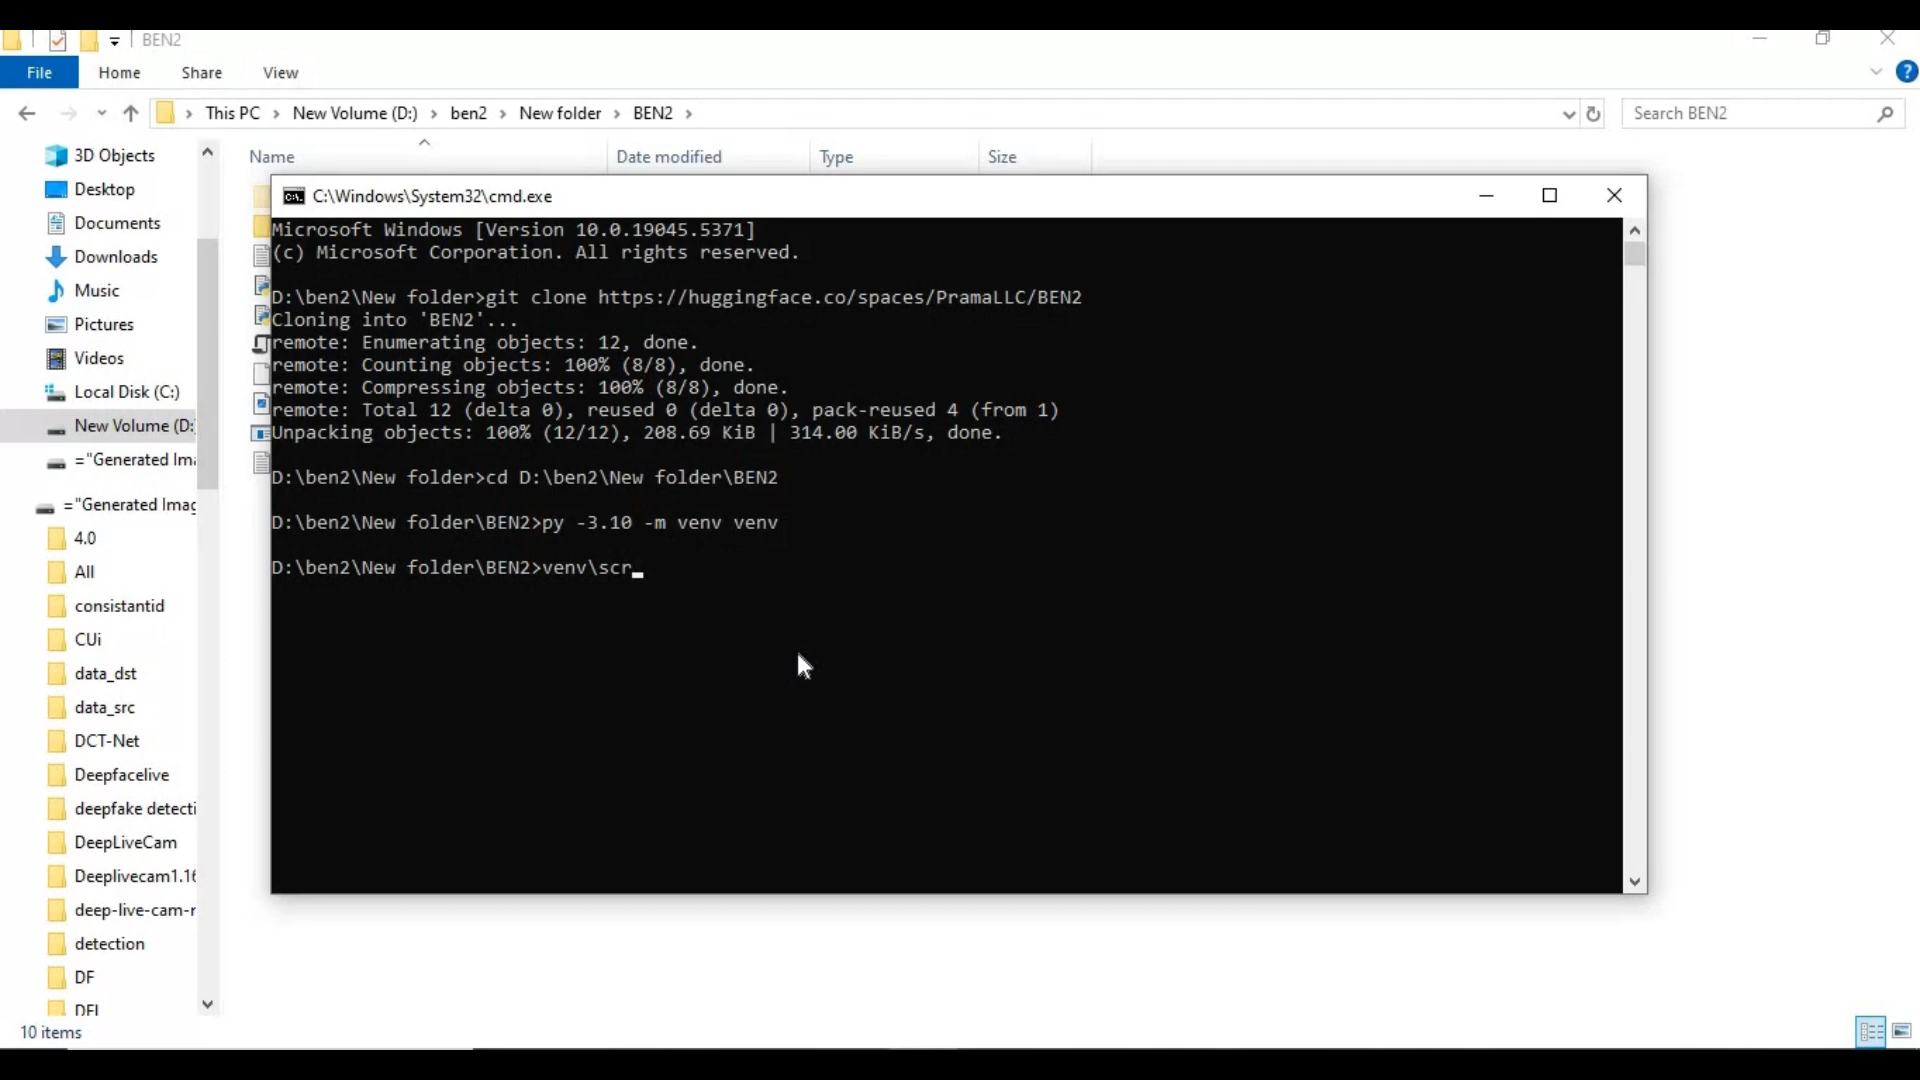 BEN2
File Home Share View
This PC > New Volume (D:) > ben2 > New folder > BEN2 >
Search BEN2
Name Date modified Type Size
3D Objects
Desktop
Documents
Downloads
Music
Pictures
Videos
Local Disk (C:)
New Volume (D:
="Generated Ima
="Generated Imag
4.0
All
consistantid
CUi
data_dst
data_src
DCT-Net
Deepfacelive
deepfake detecti
DeepLiveCam
Deeplivecam1.16
deep-live-cam-r
detection
DF
DFL
10 items
C:\Windows\System32\cmd.exe
Microsoft Windows [Version 10.0.19045.5371]
(c) Microsoft Corporation. All rights reserved.
D:\ben2\New folder>git clone https://huggingface.co/spaces/PramaLLC/BEN2
Cloning into 'BEN2'...
remote: Enumerating objects: 12, done.
remote: Counting objects: 100% (8/8), done.
remote: Compressing objects: 100% (8/8), done.
remote: Total 12 (delta 0), reused 0 (delta 0), pack-reused 4 (from 1)
Unpacking objects: 100% (12/12), 208.69 KiB | 314.00 KiB/s, done.
D:\ben2\New folder>cd D:\ben2\New folder\BEN2
D:\ben2\New folder\BEN2>py -3.10 -m venv venv
D:\ben2\New folder\BEN2>venv\scr